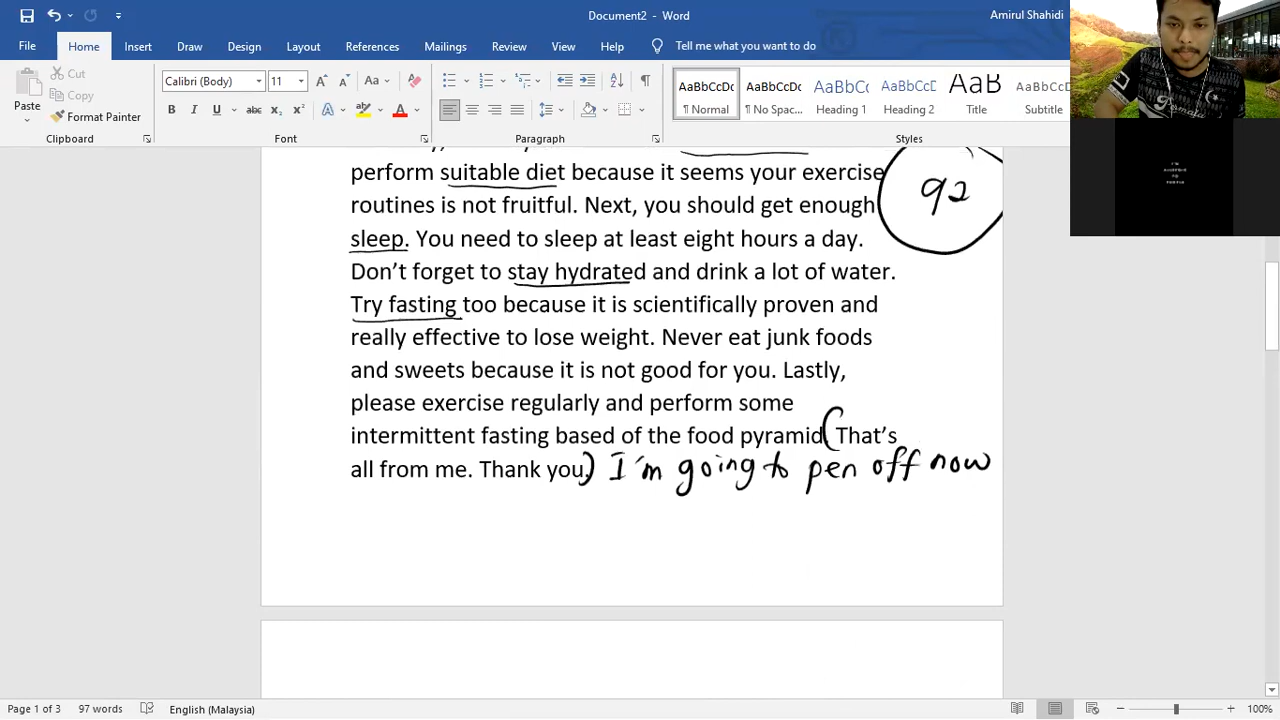 Document2 - Word
Amirul Shahidi
File Home Insert Draw Design Layout References Mailings Review View Help Tell me what you want to do
Paste
Cut
Copy
Format Painter
Clipboard
Calibri (Body) 11
Font
Paragraph
AaBbCcDc AaBbCcDc AaBbC AaBbCcC AaB AaBbCcD
¶ Normal ¶ No Spac... Heading 1 Heading 2 Title Subtitle
Styles
perform suitable diet because it seems your exercise
92
routines is not fruitful. Next, you should get enough
sleep. You need to sleep at least eight hours a day.
Don’t forget to stay hydrated and drink a lot of water.
Try fasting too because it is scientifically proven and
really effective to lose weight. Never eat junk foods
and sweets because it is not good for you. Lastly,
please exercise regularly and perform some
intermittent fasting based of the food pyramid. (That’s
all from me. Thank you.) I'm going to pen off now
Page 1 of 3 97 words English (Malaysia) 100%